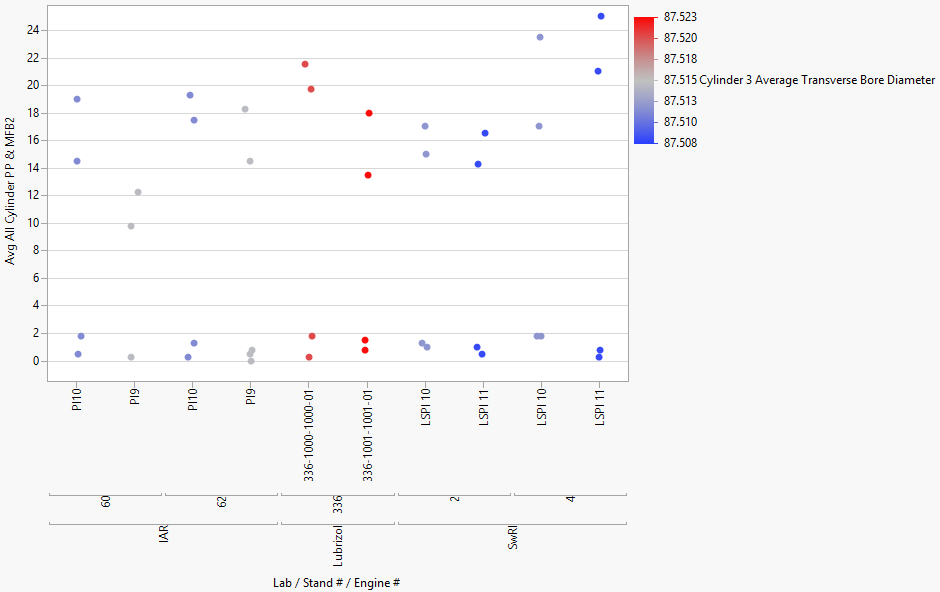 Avg All Cylinder PP & MFB2
24
22
20
18
16
14
12
10
8
6
4
2
0
87.523
87.520
87.518
87.515
87.513
87.510
87.508
Cylinder 3 Average Transverse Bore Diameter
PI10
PI9
PI10
PI9
336-1000-1000-01
336-1001-1001-01
LSPI 10
LSPI 11
LSPI 10
LSPI 11
60
62
336
2
4
IAR
Lubrizol
SwRI
Lab / Stand # / Engine #